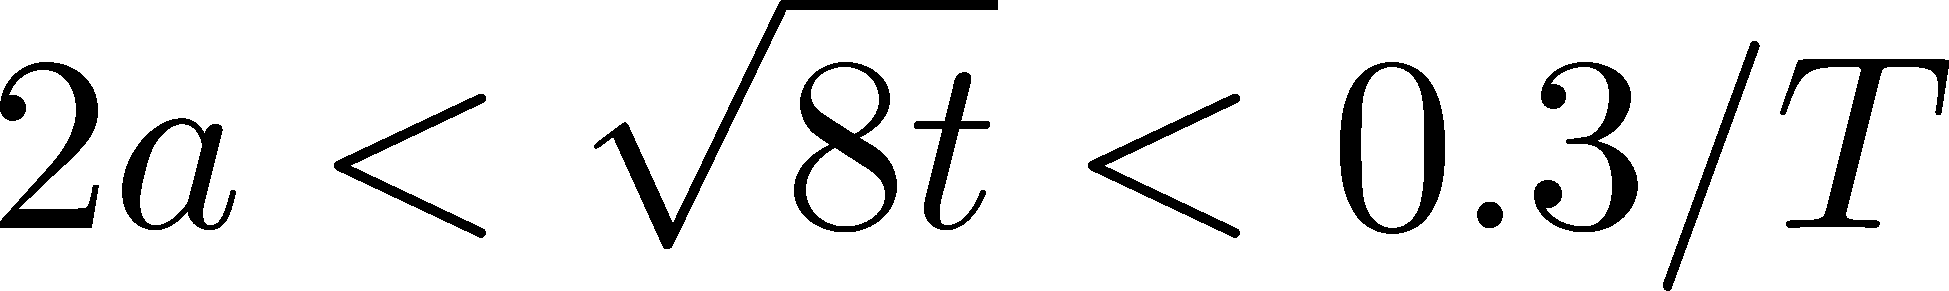 2a < √8t < 0.3/T